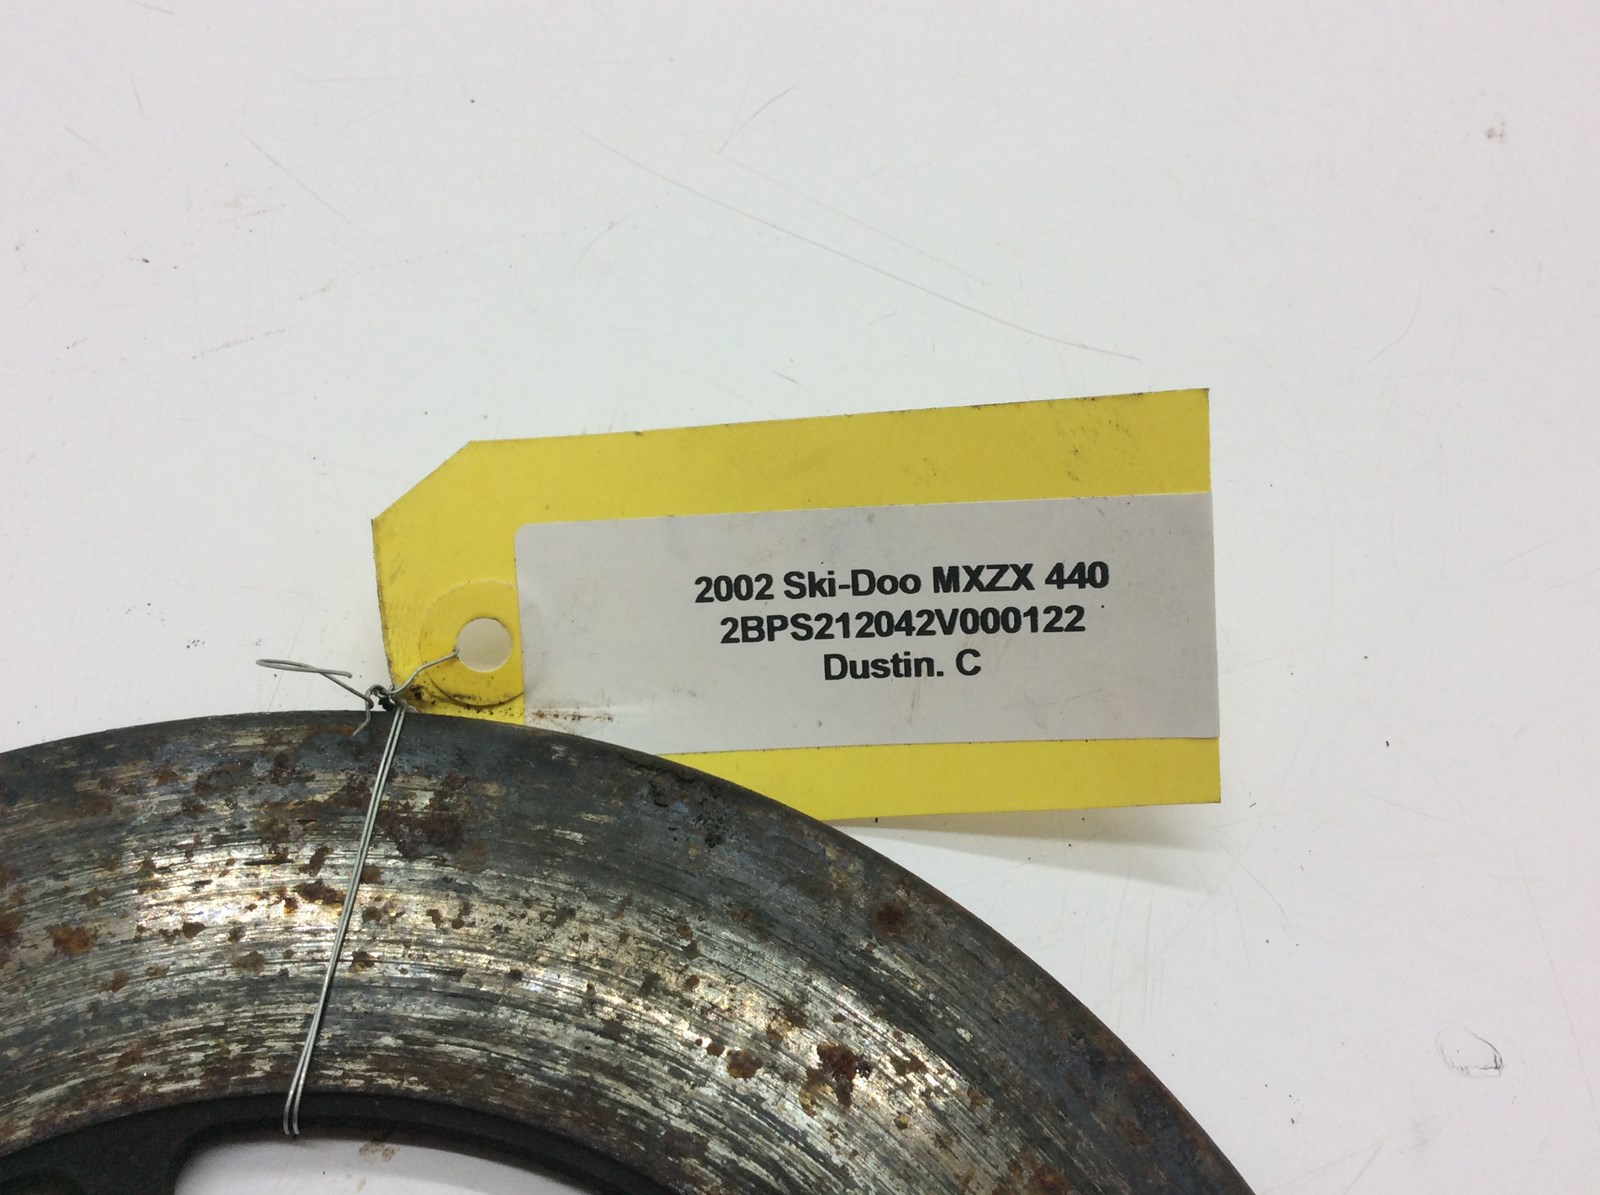 2002 Ski-Doo MXZX 440
2BPS212042V000122
Dustin. C